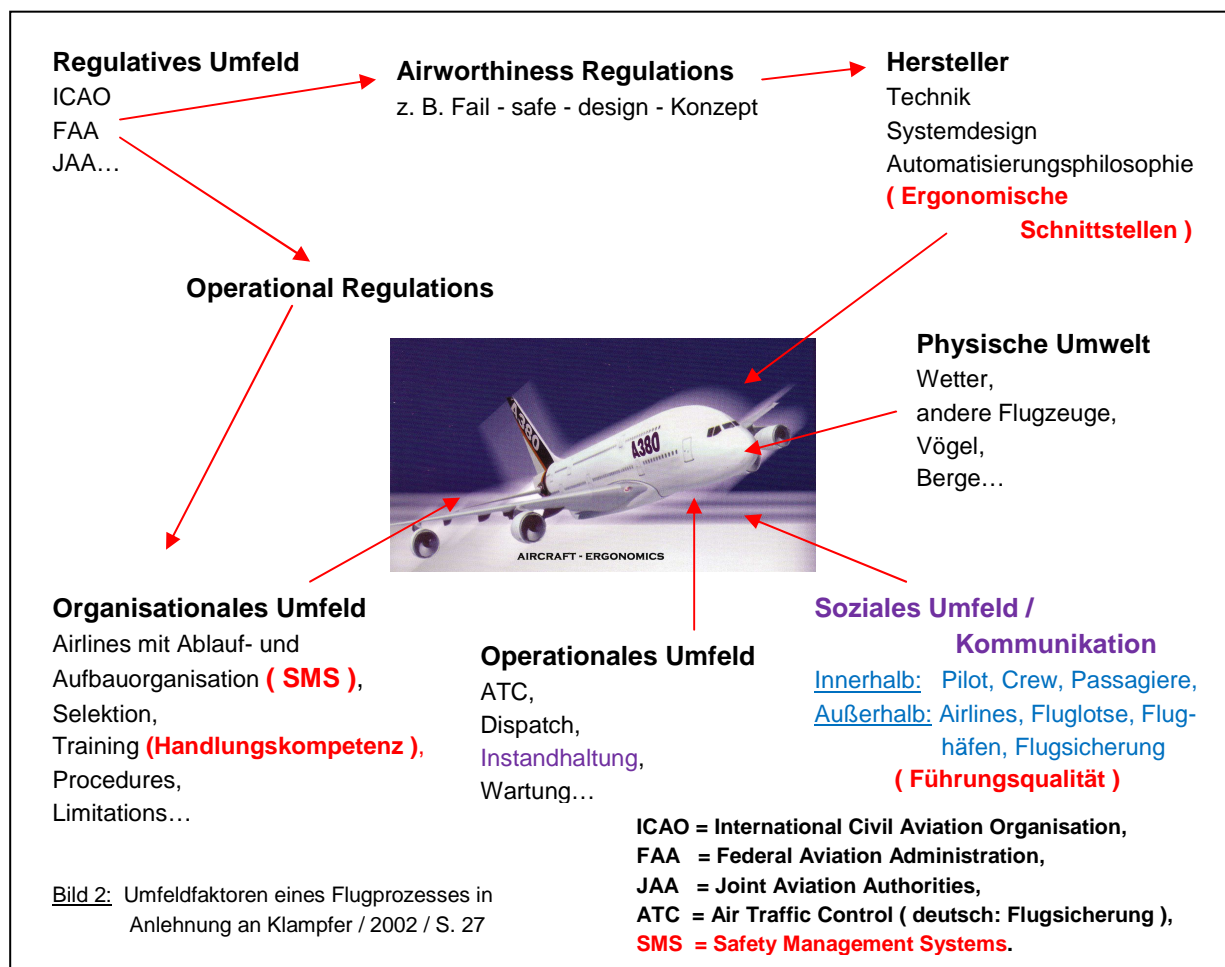 Regulatives Umfeld
ICAO
FAA
JAA…
Airworthiness Regulations
z. B. Fail - safe - design - Konzept
Hersteller
Technik
Systemdesign
Automatisierungsphilosophie
( Ergonomische
Schnittstellen )
Operational Regulations
Physische Umwelt
Wetter,
andere Flugzeuge,
Vögel,
Berge…
A380
A380
AIRCRAFT - ERGONOMICS
Organisationales Umfeld
Airlines mit Ablauf- und
Aufbauorganisation ( SMS ),
Selektion,
Training (Handlungskompetenz ),
Procedures,
Limitations…
Operationales Umfeld
ATC,
Dispatch,
Instandhaltung,
Wartung…
Soziales Umfeld /
Kommunikation
Innerhalb: Pilot, Crew, Passagiere,
Außerhalb: Airlines, Fluglotse, Flug-
häfen, Flugsicherung
( Führungsqualität )
ICAO = International Civil Aviation Organisation,
FAA = Federal Aviation Administration,
JAA = Joint Aviation Authorities,
ATC = Air Traffic Control ( deutsch: Flugsicherung ),
SMS = Safety Management Systems.
Bild 2: Umfeldfaktoren eines Flugprozesses in
Anlehnung an Klampfer / 2002 / S. 27